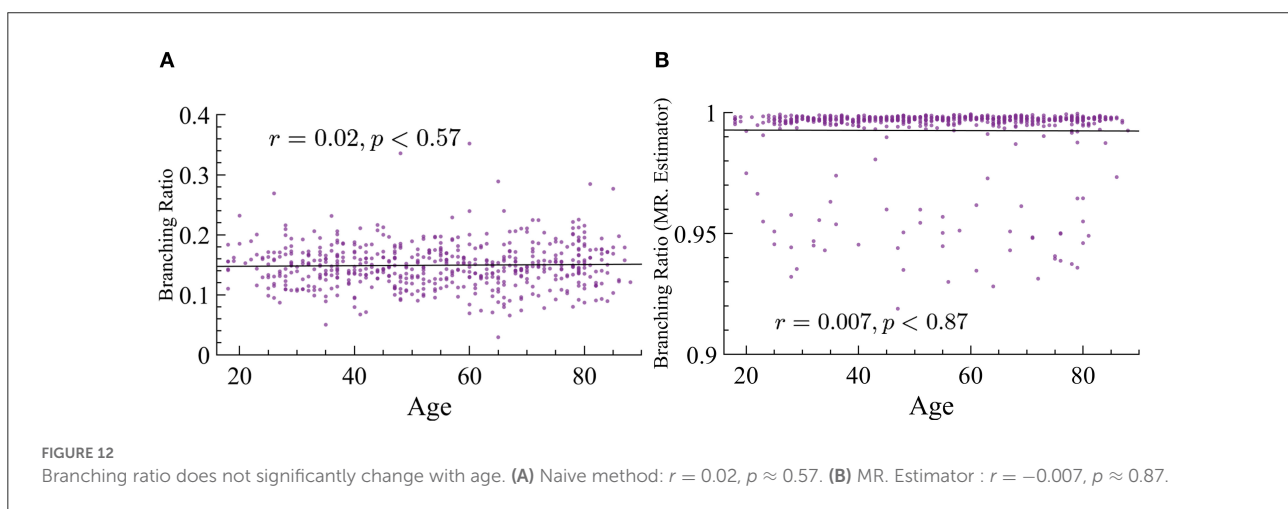 A
B
0.4
0.3
0.2
0.1
0
Branching Ratio
r = 0.02, p < 0.57
20 40 60 80
Age
1
0.95
0.9
Branching Ratio (MR. Estimator)
r = 0.007, p < 0.87
20 40 60 80
Age
FIGURE 12
Branching ratio does not significantly change with age. (A) Naive method: r = 0.02, p ≈ 0.57. (B) MR. Estimator : r = −0.007, p ≈ 0.87.